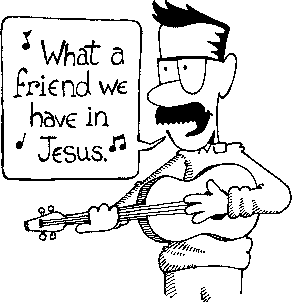 What a
friend we
have in
Jesus.